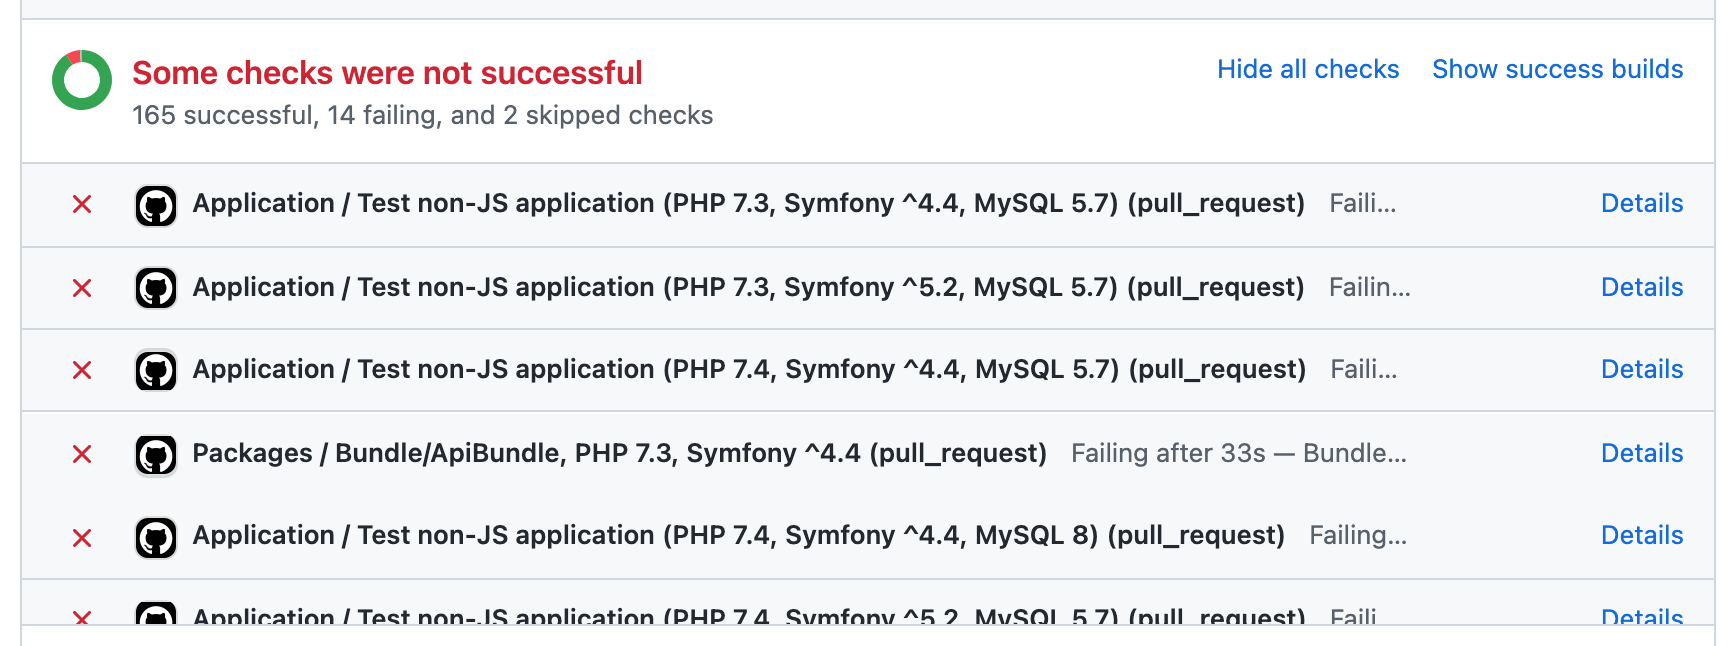 Some checks were not successful
Hide all checks Show success builds
165 successful, 14 failing, and 2 skipped checks
Application / Test non-JS application (PHP 7.3, Symfony ^4.4, MySQL 5.7) (pull_request) Faili... Details
Application / Test non-JS application (PHP 7.3, Symfony ^5.2, MySQL 5.7) (pull_request) Failin... Details
Application / Test non-JS application (PHP 7.4, Symfony ^4.4, MySQL 5.7) (pull_request) Faili... Details
Packages / Bundle/ApiBundle, PHP 7.3, Symfony ^4.4 (pull_request) Failing after 33s — Bundle... Details
Application / Test non-JS application (PHP 7.4, Symfony ^4.4, MySQL 8) (pull_request) Failing... Details
Application / Test non-JS application (PHP 7.4, Symfony ^5.2, MySQL 5.7) (pull_request) Faili Details